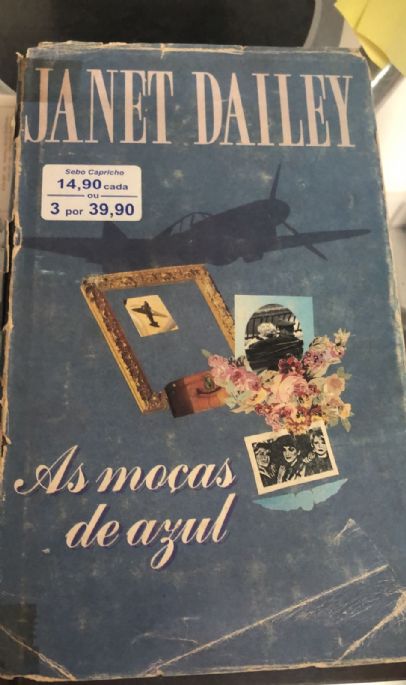 JANET DAILEY
Sebo Capricho
14,90 cada
ou
3 por 39,90
As moças
de azul